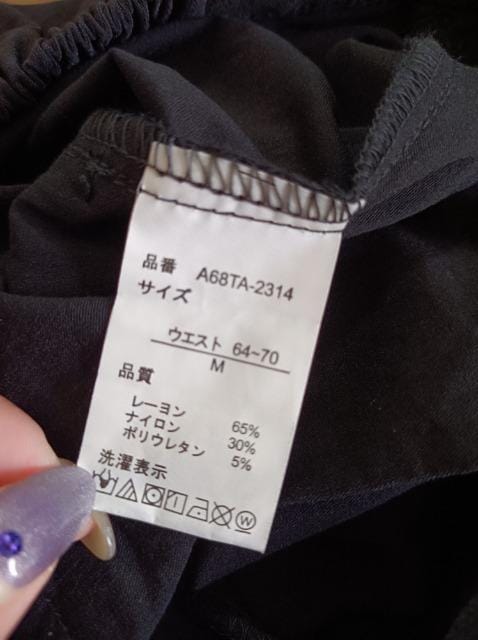 品番 A68TA-2314
サイズ
ウエスト 64~70
M
品質
レーヨン 65%
ナイロン 30%
ポリウレタン 5%
洗濯表示
W